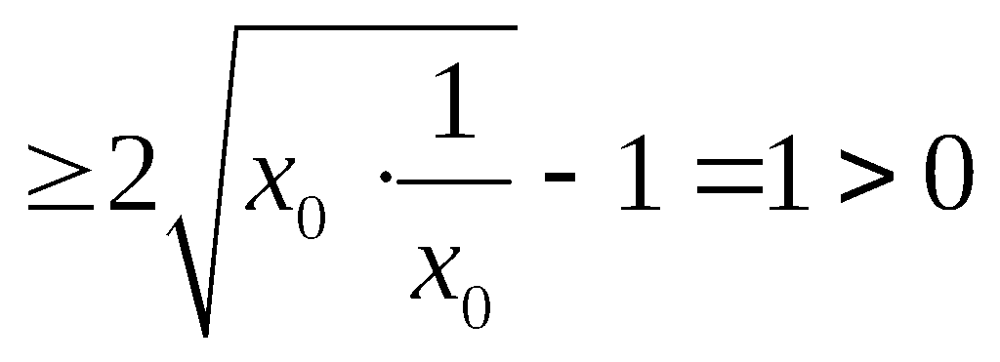 ≥2√(x₀·1/x₀) - 1 = 1 > 0